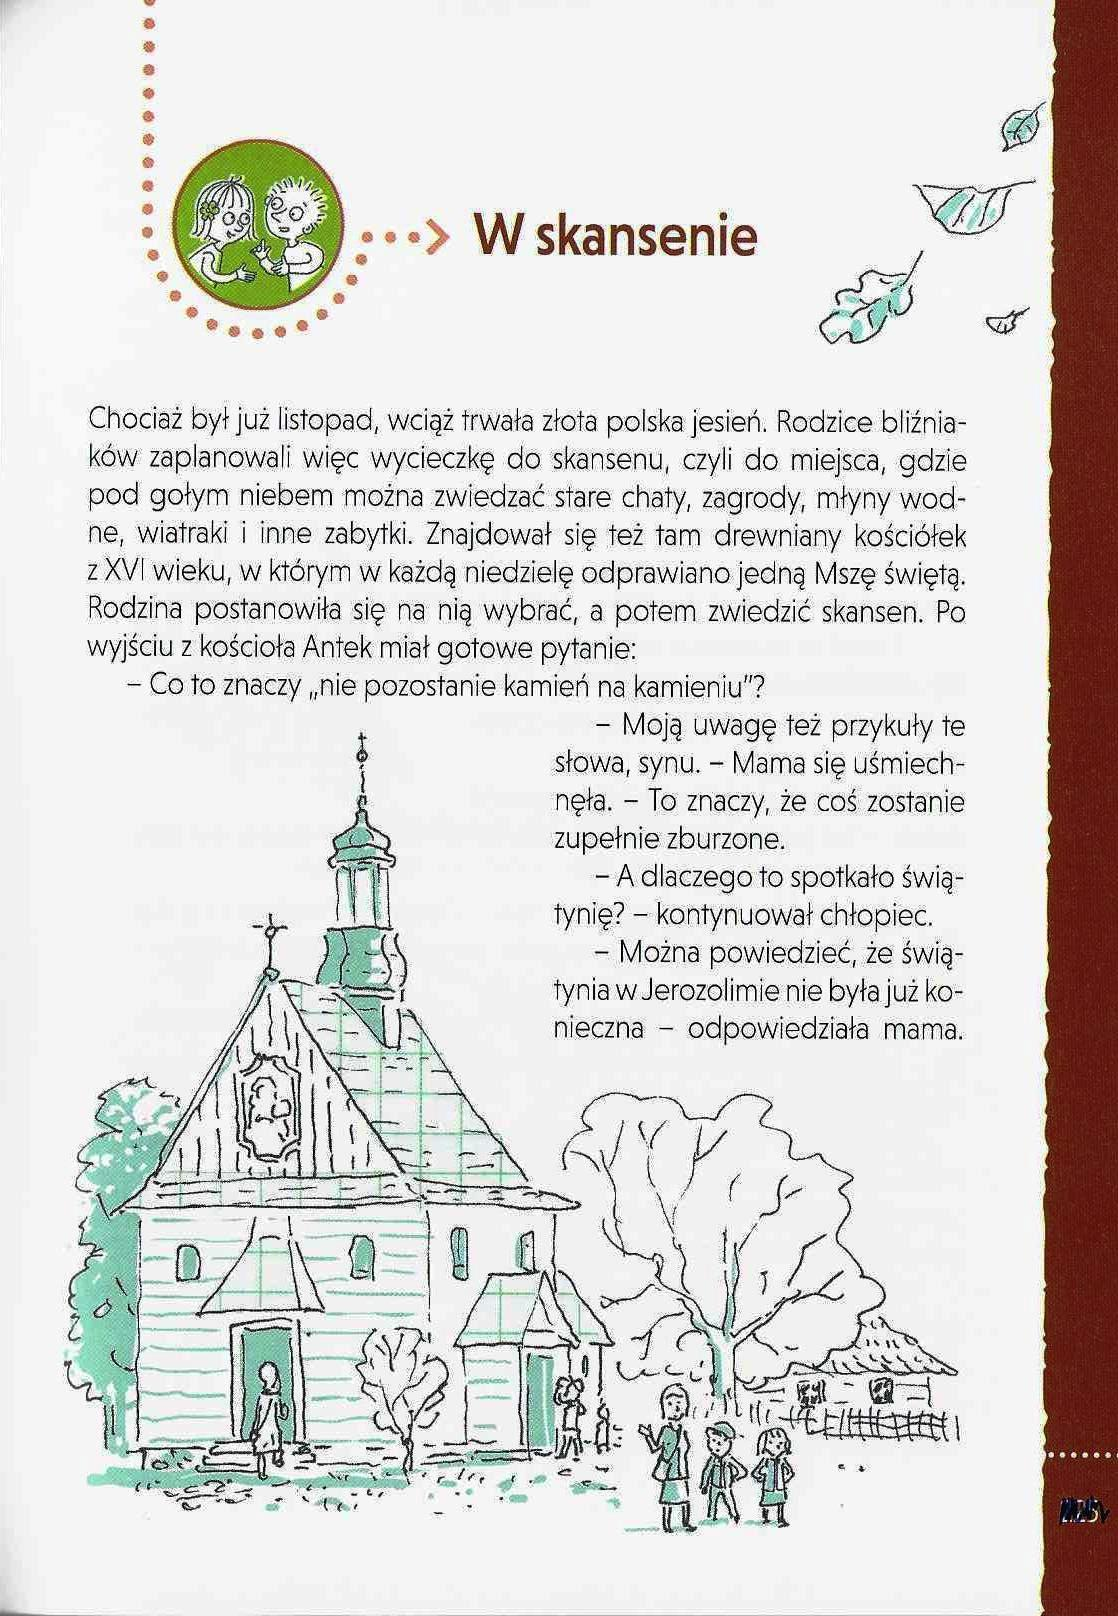 W skansenie
Chociaż był już listopad, wciąż trwała złota polska jesień. Rodzice bliźnia-
ków zaplanowali więc wycieczkę do skansenu, czyli do miejsca, gdzie
pod gołym niebem można zwiedzać stare chaty, zagrody, młyny wod-
ne, wiatraki i inne zabytki. Znajdował się też tam drewniany kościółek
z XVI wieku, w którym w każdą niedzielę odprawiano jedną Mszę świętą.
Rodzina postanowiła się na nią wybrać, a potem zwiedzić skansen. Po
wyjściu z kościoła Antek miał gotowe pytanie:
– Co to znaczy „nie pozostanie kamień na kamieniu"?
– Moją uwagę też przykuły te
słowa, synu. – Mama się uśmiech-
nęła. – To znaczy, że coś zostanie
zupełnie zburzone.
– A dlaczego to spotkało świą-
tynię? – kontynuował chłopiec.
– Można powiedzieć, że świą-
tynia w Jerozolimie nie była już ko-
nieczna – odpowiedziała mama.